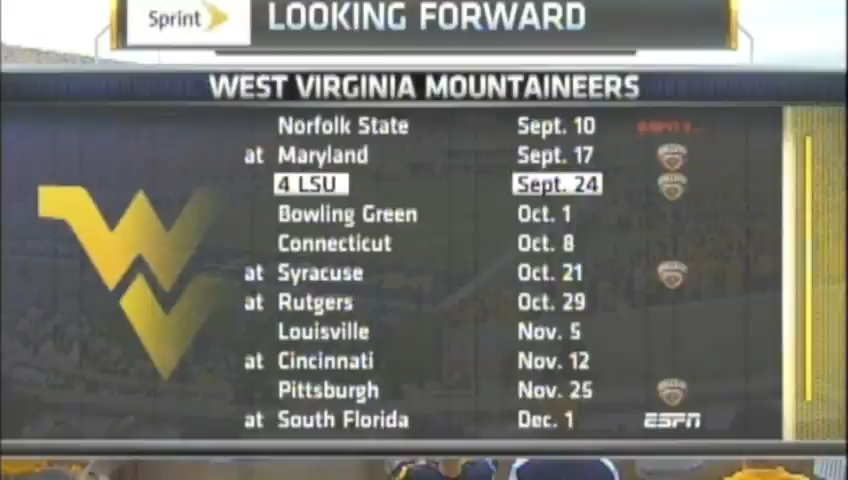 Sprint
LOOKING FORWARD
WEST VIRGINIA MOUNTAINEERS
Norfolk State Sept. 10
at Maryland Sept. 17
4 LSU Sept. 24
Bowling Green Oct. 1
Connecticut Oct. 8
at Syracuse Oct. 21
at Rutgers Oct. 29
Louisville Nov. 5
at Cincinnati Nov. 12
Pittsburgh Nov. 25
at South Florida Dec. 1 ESPN